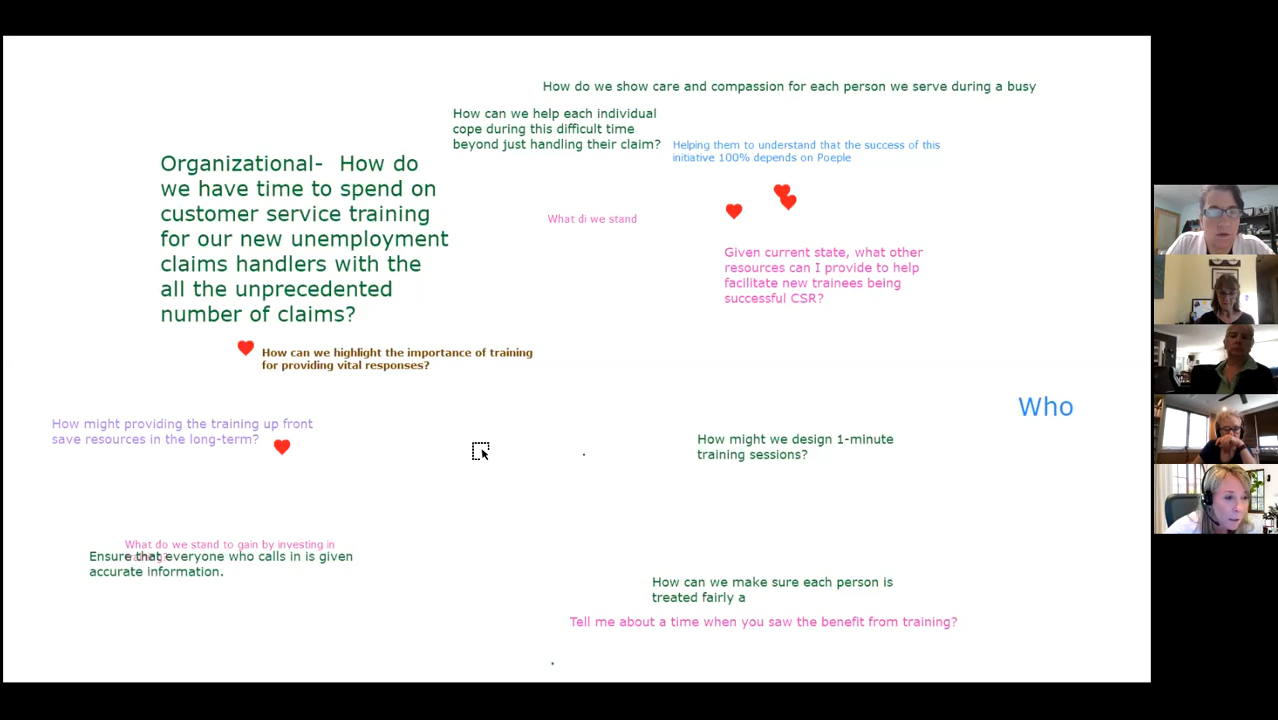 How do we show care and compassion for each person we serve during a busy
How can we help each individual
cope during this difficult time
beyond just handling their claim?
Helping them to understand that the success of this
initiative 100% depends on Poeple
Organizational-  How do
we have time to spend on
customer service training
for our new unemployment
claims handlers with the
all the unprecedented
number of claims?
What di we stand
Given current state, what other
resources can I provide to help
facilitate new trainees being
successful CSR?
How can we highlight the importance of training
for providing vital responses?
Who
How might providing the training up front
save resources in the long-term?
How might we design 1-minute
training sessions?
What do we stand to gain by investing in
Ensure that everyone who calls in is given
accurate information.
How can we make sure each person is
treated fairly a
Tell me about a time when you saw the benefit from training?